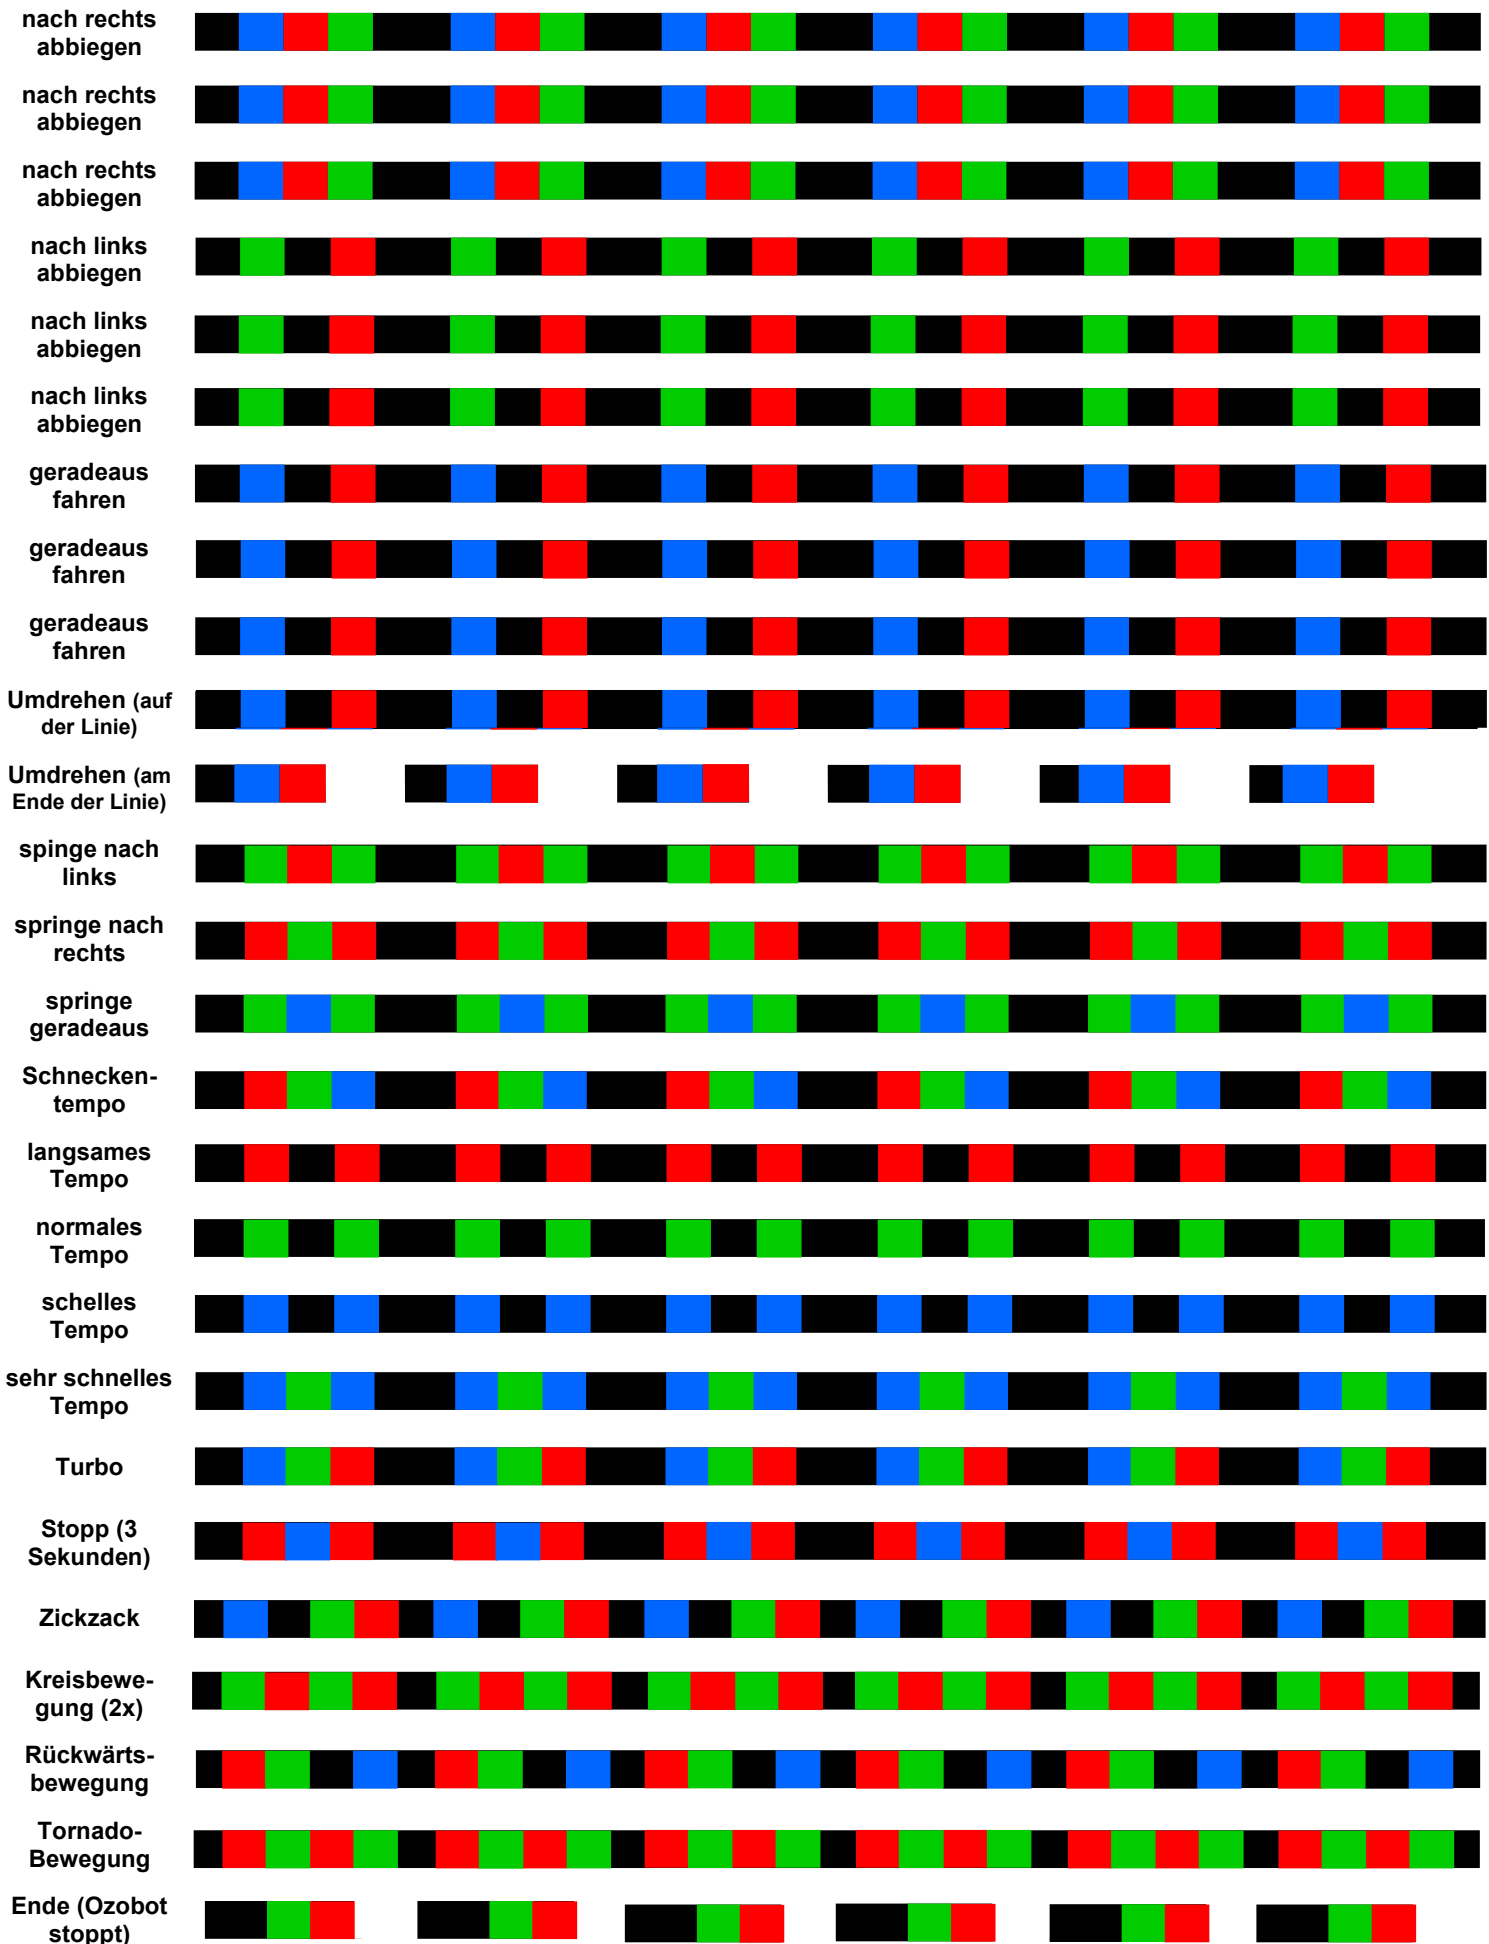 nach rechts
abbiegen
nach rechts
abbiegen
nach rechts
abbiegen
nach links
abbiegen
nach links
abbiegen
nach links
abbiegen
geradeaus
fahren
geradeaus
fahren
geradeaus
fahren
Umdrehen (auf
der Linie)
Umdrehen (am
Ende der Linie)
spinge nach
links
springe nach
rechts
springe
geradeaus
Schnecken-
tempo
langsames
Tempo
normales
Tempo
schelles
Tempo
sehr schnelles
Tempo
Turbo
Stopp (3
Sekunden)
Zickzack
Kreisbewe-
gung (2x)
Rückwärts-
bewegung
Tornado-
Bewegung
Ende (Ozobot
stoppt)